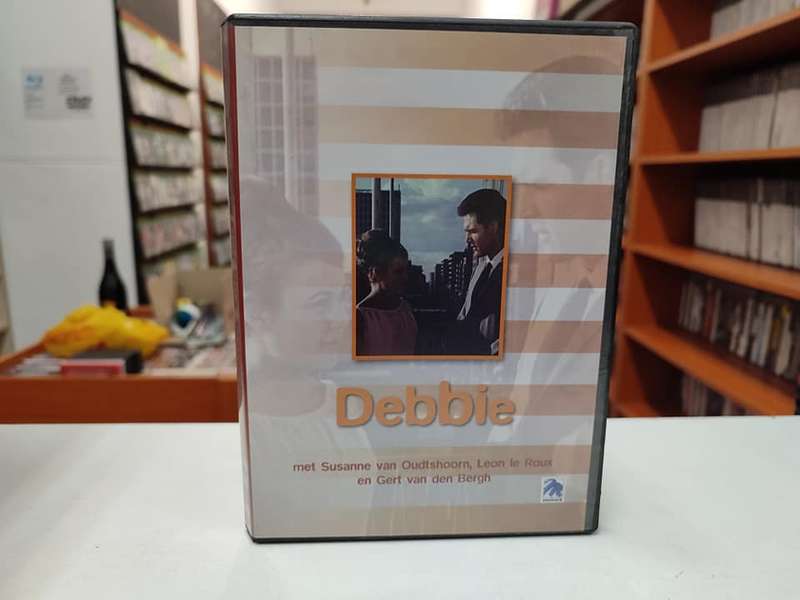 Debbie
met Susanne van Oudtshoorn, Leon le Roux
en Gert van den Bergh